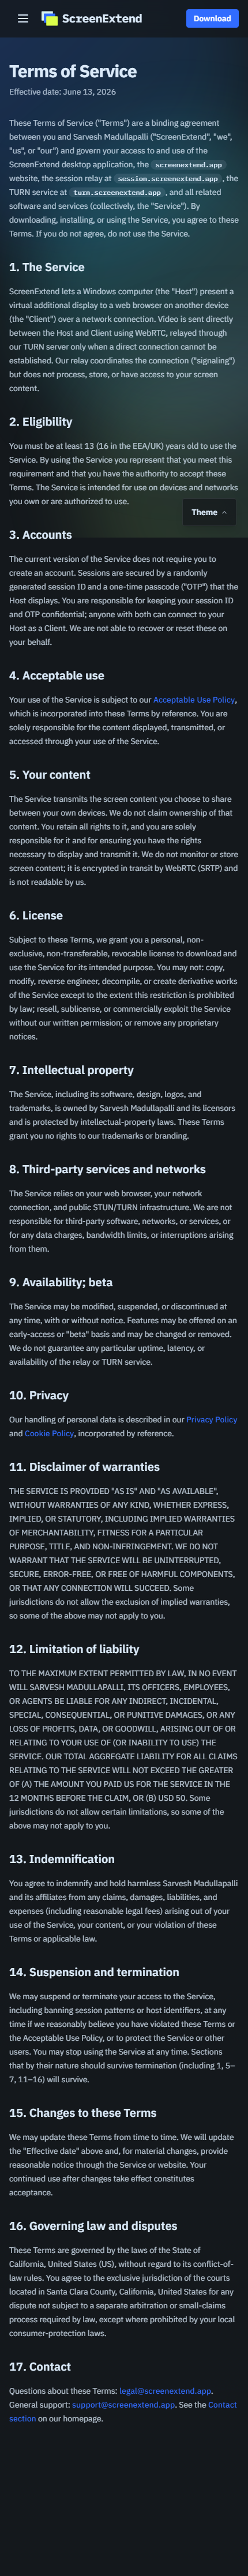 ScreenExtend
Download
Terms of Service
Effective date: June 13, 2026
These Terms of Service ("Terms") are a binding agreement
between you and Sarvesh Madullapalli ("ScreenExtend", "we",
"us", or "our") and govern your access to and use of the
ScreenExtend desktop application, the screenextend.app
website, the session relay at session.screenextend.app, the
TURN service at turn.screenextend.app, and all related
software and services (collectively, the "Service"). By
downloading, installing, or using the Service, you agree to these
Terms. If you do not agree, do not use the Service.
1. The Service
ScreenExtend lets a Windows computer (the "Host") present a
virtual additional display to a web browser on another device
(the "Client") over a network connection. Video is sent directly
between the Host and Client using WebRTC, relayed through
our TURN server only when a direct connection cannot be
established. Our relay coordinates the connection ("signaling")
but does not process, store, or have access to your screen
content.
2. Eligibility
You must be at least 13 (16 in the EEA/UK) years old to use the
Service. By using the Service you represent that you meet this
requirement and that you have the authority to accept these
Terms. The Service is intended for use on devices and networks
you own or are authorized to use.
Theme
3. Accounts
The current version of the Service does not require you to
create an account. Sessions are secured by a randomly
generated session ID and a one-time passcode ("OTP") that the
Host displays. You are responsible for keeping your session ID
and OTP confidential; anyone with both can connect to your
Host as a Client. We are not able to recover or reset these on
your behalf.
4. Acceptable use
Your use of the Service is subject to our Acceptable Use Policy,
which is incorporated into these Terms by reference. You are
solely responsible for the content displayed, transmitted, or
accessed through your use of the Service.
5. Your content
The Service transmits the screen content you choose to share
between your own devices. We do not claim ownership of that
content. You retain all rights to it, and you are solely
responsible for it and for ensuring you have the rights
necessary to display and transmit it. We do not monitor or store
screen content; it is encrypted in transit by WebRTC (SRTP) and
is not readable by us.
6. License
Subject to these Terms, we grant you a personal, non-
exclusive, non-transferable, revocable license to download and
use the Service for its intended purpose. You may not: copy,
modify, reverse engineer, decompile, or create derivative works
of the Service except to the extent this restriction is prohibited
by law; resell, sublicense, or commercially exploit the Service
without our written permission; or remove any proprietary
notices.
7. Intellectual property
The Service, including its software, design, logos, and
trademarks, is owned by Sarvesh Madullapalli and its licensors
and is protected by intellectual-property laws. These Terms
grant you no rights to our trademarks or branding.
8. Third-party services and networks
The Service relies on your web browser, your network
connection, and public STUN/TURN infrastructure. We are not
responsible for third-party software, networks, or services, or
for any data charges, bandwidth limits, or interruptions arising
from them.
9. Availability; beta
The Service may be modified, suspended, or discontinued at
any time, with or without notice. Features may be offered on an
early-access or "beta" basis and may be changed or removed.
We do not guarantee any particular uptime, latency, or
availability of the relay or TURN service.
10. Privacy
Our handling of personal data is described in our Privacy Policy
and Cookie Policy, incorporated by reference.
11. Disclaimer of warranties
THE SERVICE IS PROVIDED "AS IS" AND "AS AVAILABLE",
WITHOUT WARRANTIES OF ANY KIND, WHETHER EXPRESS,
IMPLIED, OR STATUTORY, INCLUDING IMPLIED WARRANTIES
OF MERCHANTABILITY, FITNESS FOR A PARTICULAR
PURPOSE, TITLE, AND NON-INFRINGEMENT. WE DO NOT
WARRANT THAT THE SERVICE WILL BE UNINTERRUPTED,
SECURE, ERROR-FREE, OR FREE OF HARMFUL COMPONENTS,
OR THAT ANY CONNECTION WILL SUCCEED. Some
jurisdictions do not allow the exclusion of implied warranties,
so some of the above may not apply to you.
12. Limitation of liability
TO THE MAXIMUM EXTENT PERMITTED BY LAW, IN NO EVENT
WILL SARVESH MADULLAPALLI, ITS OFFICERS, EMPLOYEES,
OR AGENTS BE LIABLE FOR ANY INDIRECT, INCIDENTAL,
SPECIAL, CONSEQUENTIAL, OR PUNITIVE DAMAGES, OR ANY
LOSS OF PROFITS, DATA, OR GOODWILL, ARISING OUT OF OR
RELATING TO YOUR USE OF (OR INABILITY TO USE) THE
SERVICE. OUR TOTAL AGGREGATE LIABILITY FOR ALL CLAIMS
RELATING TO THE SERVICE WILL NOT EXCEED THE GREATER
OF (A) THE AMOUNT YOU PAID US FOR THE SERVICE IN THE
12 MONTHS BEFORE THE CLAIM, OR (B) USD 50. Some
jurisdictions do not allow certain limitations, so some of the
above may not apply to you.
13. Indemnification
You agree to indemnify and hold harmless Sarvesh Madullapalli
and its affiliates from any claims, damages, liabilities, and
expenses (including reasonable legal fees) arising out of your
use of the Service, your content, or your violation of these
Terms or applicable law.
14. Suspension and termination
We may suspend or terminate your access to the Service,
including banning session patterns or host identifiers, at any
time if we reasonably believe you have violated these Terms or
the Acceptable Use Policy, or to protect the Service or other
users. You may stop using the Service at any time. Sections
that by their nature should survive termination (including 1, 5–
7, 11–16) will survive.
15. Changes to these Terms
We may update these Terms from time to time. We will update
the "Effective date" above and, for material changes, provide
reasonable notice through the Service or website. Your
continued use after changes take effect constitutes
acceptance.
16. Governing law and disputes
These Terms are governed by the laws of the State of
California, United States (US), without regard to its conflict-of-
law rules. You agree to the exclusive jurisdiction of the courts
located in Santa Clara County, California, United States for any
dispute not subject to a separate arbitration or small-claims
process required by law, except where prohibited by your local
consumer-protection laws.
17. Contact
Questions about these Terms: legal@screenextend.app.
General support: support@screenextend.app. See the Contact
section on our homepage.